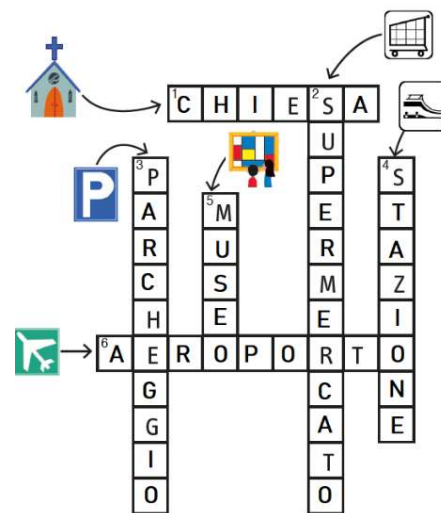 1 CHIESA
2 SUPERMERCATO
3 PARCHEGGIO
4 STAZIONE
5 MUSEO
6 AEROPORTO
P